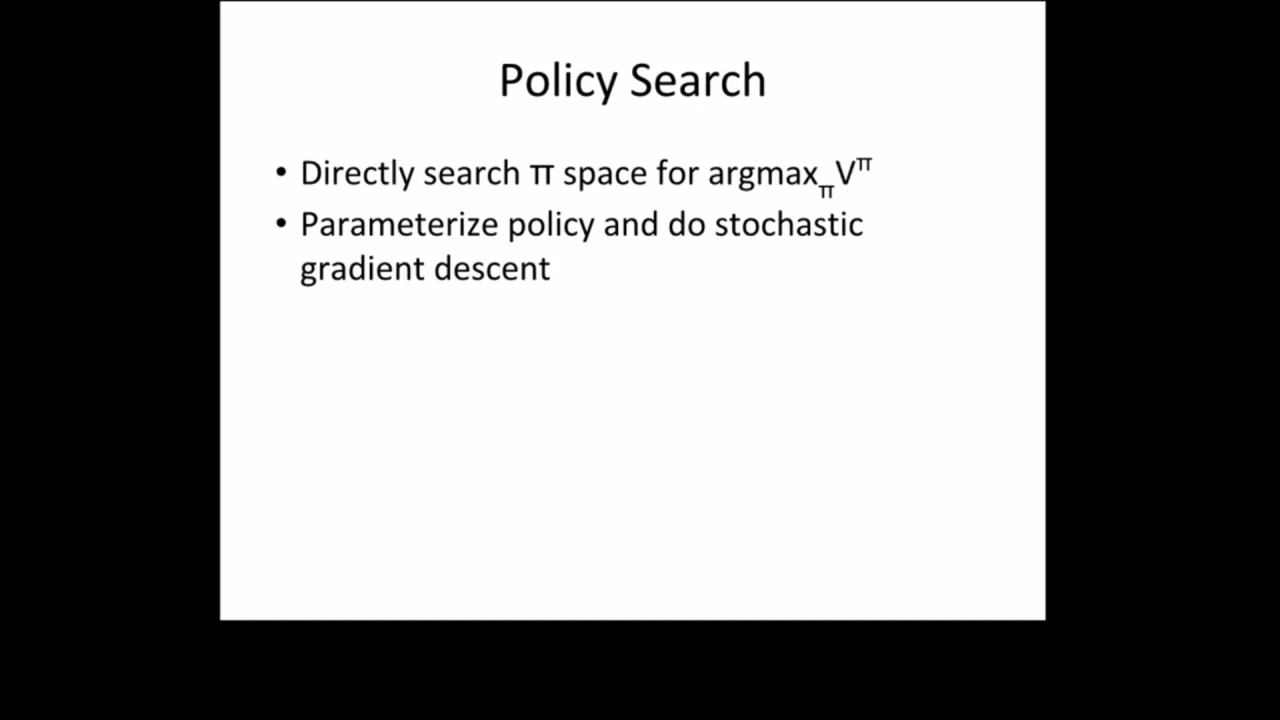 Policy Search
• Directly search π space for argmax_π V^π
• Parameterize policy and do stochastic
gradient descent